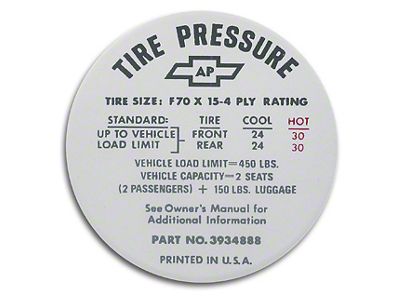 TIRE PRESSURE
AP
TIRE SIZE: F70 X 15-4 PLY RATING
STANDARD: TIRE COOL HOT
UP TO VEHICLE FRONT 24 30
LOAD LIMIT REAR 24 30
VEHICLE LOAD LIMIT=450 LBS.
VEHICLE CAPACITY=2 SEATS
(2 PASSENGERS) + 150 LBS. LUGGAGE
See Owner's Manual for
Additional Information
PART NO. 3934888
PRINTED IN U.S.A.